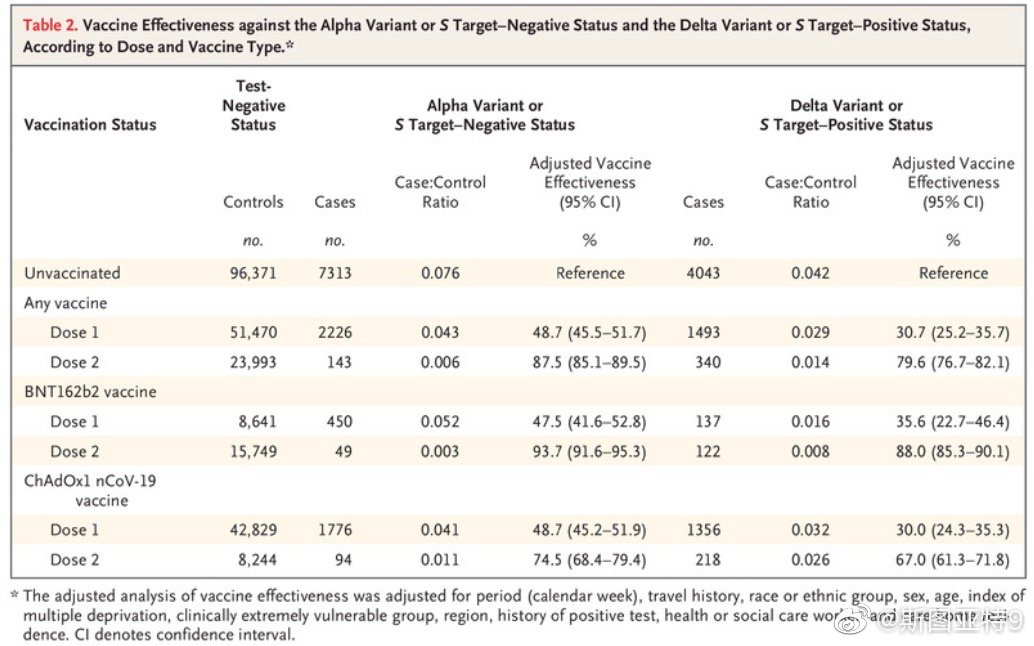 Table 2. Vaccine Effectiveness against the Alpha Variant or S Target–Negative Status and the Delta Variant or S Target–Positive Status,
According to Dose and Vaccine Type.*
Vaccination Status Test-Negative Status Alpha Variant or S Target–Negative Status Delta Variant or S Target–Positive Status
Controls Cases Case:Control Ratio Adjusted Vaccine Effectiveness (95% CI) Cases Case:Control Ratio Adjusted Vaccine Effectiveness (95% CI)
no. no. % no. %
Unvaccinated 96,371 7313 0.076 Reference 4043 0.042 Reference
Any vaccine
Dose 1 51,470 2226 0.043 48.7 (45.5–51.7) 1493 0.029 30.7 (25.2–35.7)
Dose 2 23,993 143 0.006 87.5 (85.1–89.5) 340 0.014 79.6 (76.7–82.1)
BNT162b2 vaccine
Dose 1 8,641 450 0.052 47.5 (41.6–52.8) 137 0.016 35.6 (22.7–46.4)
Dose 2 15,749 49 0.003 93.7 (91.6–95.3) 122 0.008 88.0 (85.3–90.1)
ChAdOx1 nCoV-19
vaccine
Dose 1 42,829 1776 0.041 48.7 (45.2–51.9) 1356 0.032 30.0 (24.3–35.3)
Dose 2 8,244 94 0.011 74.5 (68.4–79.4) 218 0.026 67.0 (61.3–71.8)
* The adjusted analysis of vaccine effectiveness was adjusted for period (calendar week), travel history, race or ethnic group, sex, age, index of
multiple deprivation, clinically extremely vulnerable group, region, history of positive test, health or social care
dence. CI denotes confidence interval.
@斯图亚特9